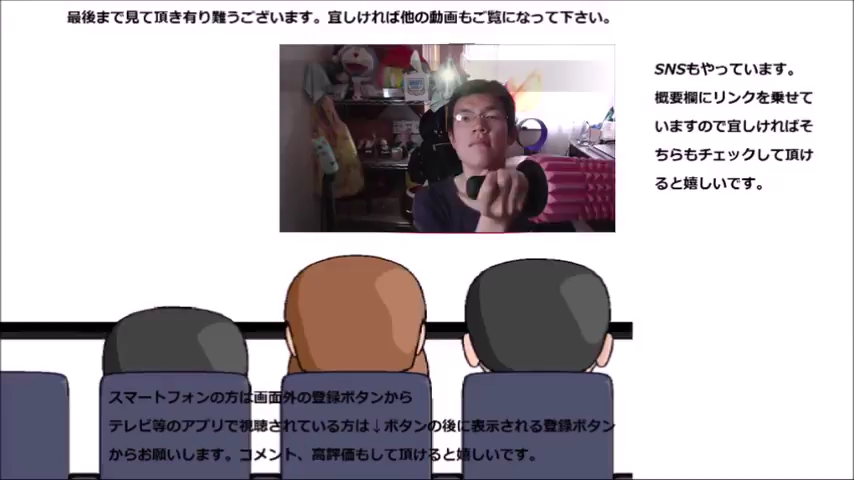 最後まで見て頂き有り難うございます。宜しければ他の動画もご覧になって下さい。
SNSもやっています。
概要欄にリンクを乗せて
いますので宜しければそ
ちらもチェックして頂け
ると嬉しいです。
スマートフォンの方は画面外の登録ボタンから
テレビ等のアプリで視聴されている方は↓ボタンの後に表示される登録ボタン
からお願いします。コメント、高評価もして頂けると嬉しいです。